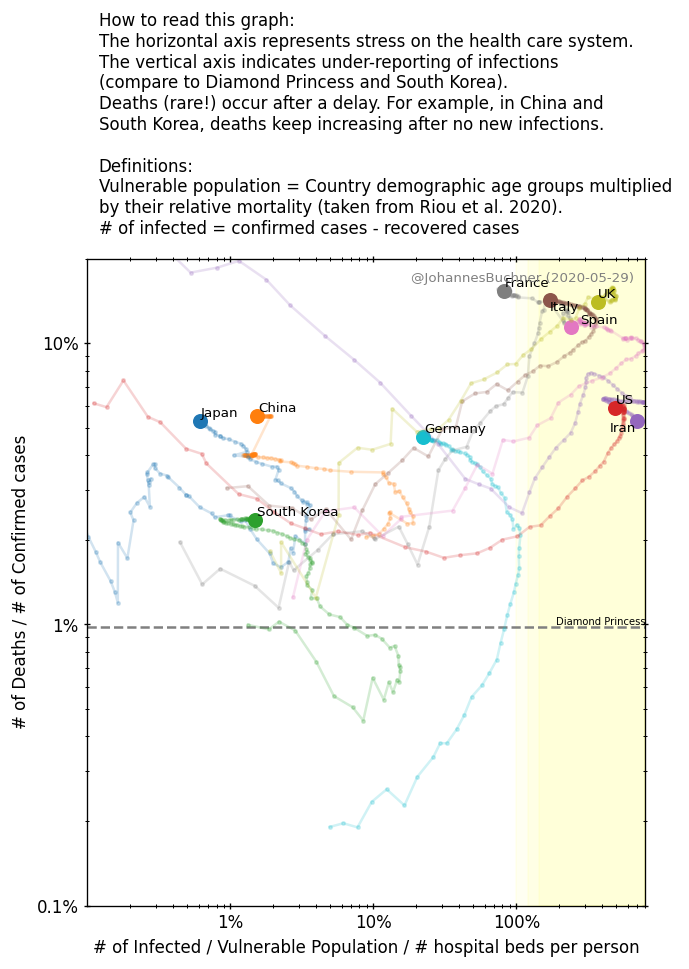 How to read this graph:
The horizontal axis represents stress on the health care system.
The vertical axis indicates under-reporting of infections
(compare to Diamond Princess and South Korea).
Deaths (rare!) occur after a delay. For example, in China and
South Korea, deaths keep increasing after no new infections.
Definitions:
Vulnerable population = Country demographic age groups multiplied
by their relative mortality (taken from Riou et al. 2020).
# of infected = confirmed cases - recovered cases
@JohannesBuchner (2020-05-29)
France
UK
Italy
Spain
10%
US
Japan
China
Iran
Germany
South Korea
Diamond Princess
1%
0.1%
# of Deaths / # of Confirmed cases
1%
10%
100%
# of Infected / Vulnerable Population / # hospital beds per person